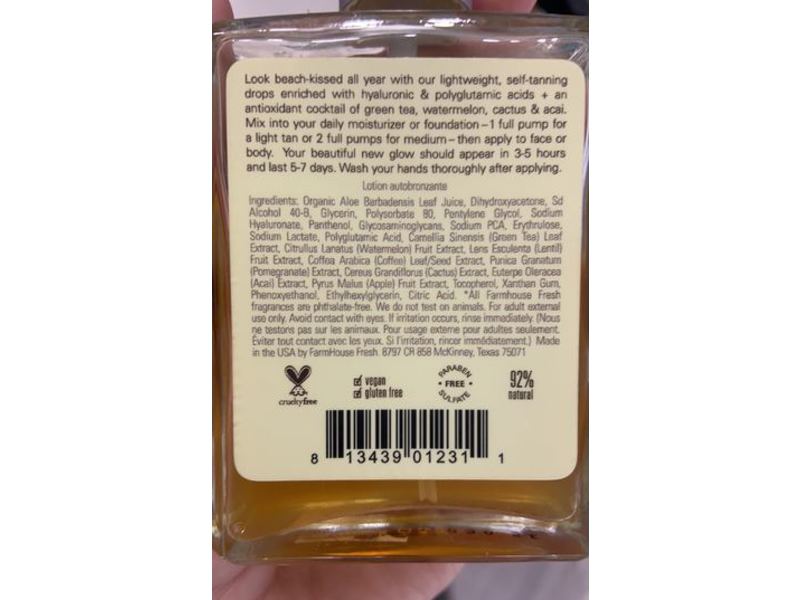 Look beach-kissed all year with our lightweight, self-tanning
drops enriched with hyaluronic & polyglutamic acids + an
antioxidant cocktail of green tea, watermelon, cactus & acai.
Mix into your daily moisturizer or foundation–1 full pump for
a light tan or 2 full pumps for medium–then apply to face or
body. Your beautiful new glow should appear in 3-5 hours
and last 5-7 days. Wash your hands thoroughly after applying.
Lotion autobronzante
Ingredients: Organic Aloe Barbadensis Leaf Juice, Dihydroxyacetone, Sd
Alcohol 40-B, Glycerin, Polysorbate 80, Pentylene Glycol, Sodium
Hyaluronate, Panthenol, Glycosaminoglycans, Sodium PCA, Erythrulose,
Sodium Lactate, Polyglutamic Acid, Camellia Sinensis (Green Tea) Leaf
Extract, Citrullus Lanatus (Watermelon) Fruit Extract, Lens Esculenta (Lentil)
Fruit Extract, Coffea Arabica (Coffee) Leaf/Seed Extract, Punica Granatum
(Pomegranate) Extract, Cereus Grandiflorus (Cactus) Extract, Euterpe Oleracea
(Acai) Extract, Pyrus Malus (Apple) Fruit Extract, Tocopherol, Xanthan Gum,
Phenoxyethanol, Ethylhexylglycerin, Citric Acid. *All Farmhouse Fresh
fragrances are phthalate-free. We do not test on animals. For adult external
use only. Avoid contact with eyes. If irritation occurs, rinse immediately. (Nous
ne testons pas sur les animaux. Pour usage externe pour adultes seulement.
Éviter tout contact avec les yeux. Si l'irritation, rincer immédiatement.) Made
in the USA by FarmHouse Fresh. 8797 CR 858 McKinney, Texas 75071
crueltyfree
vegan
gluten free
PARABEN
• FREE •
SULFATE
92%
natural
8 13439 01231 1